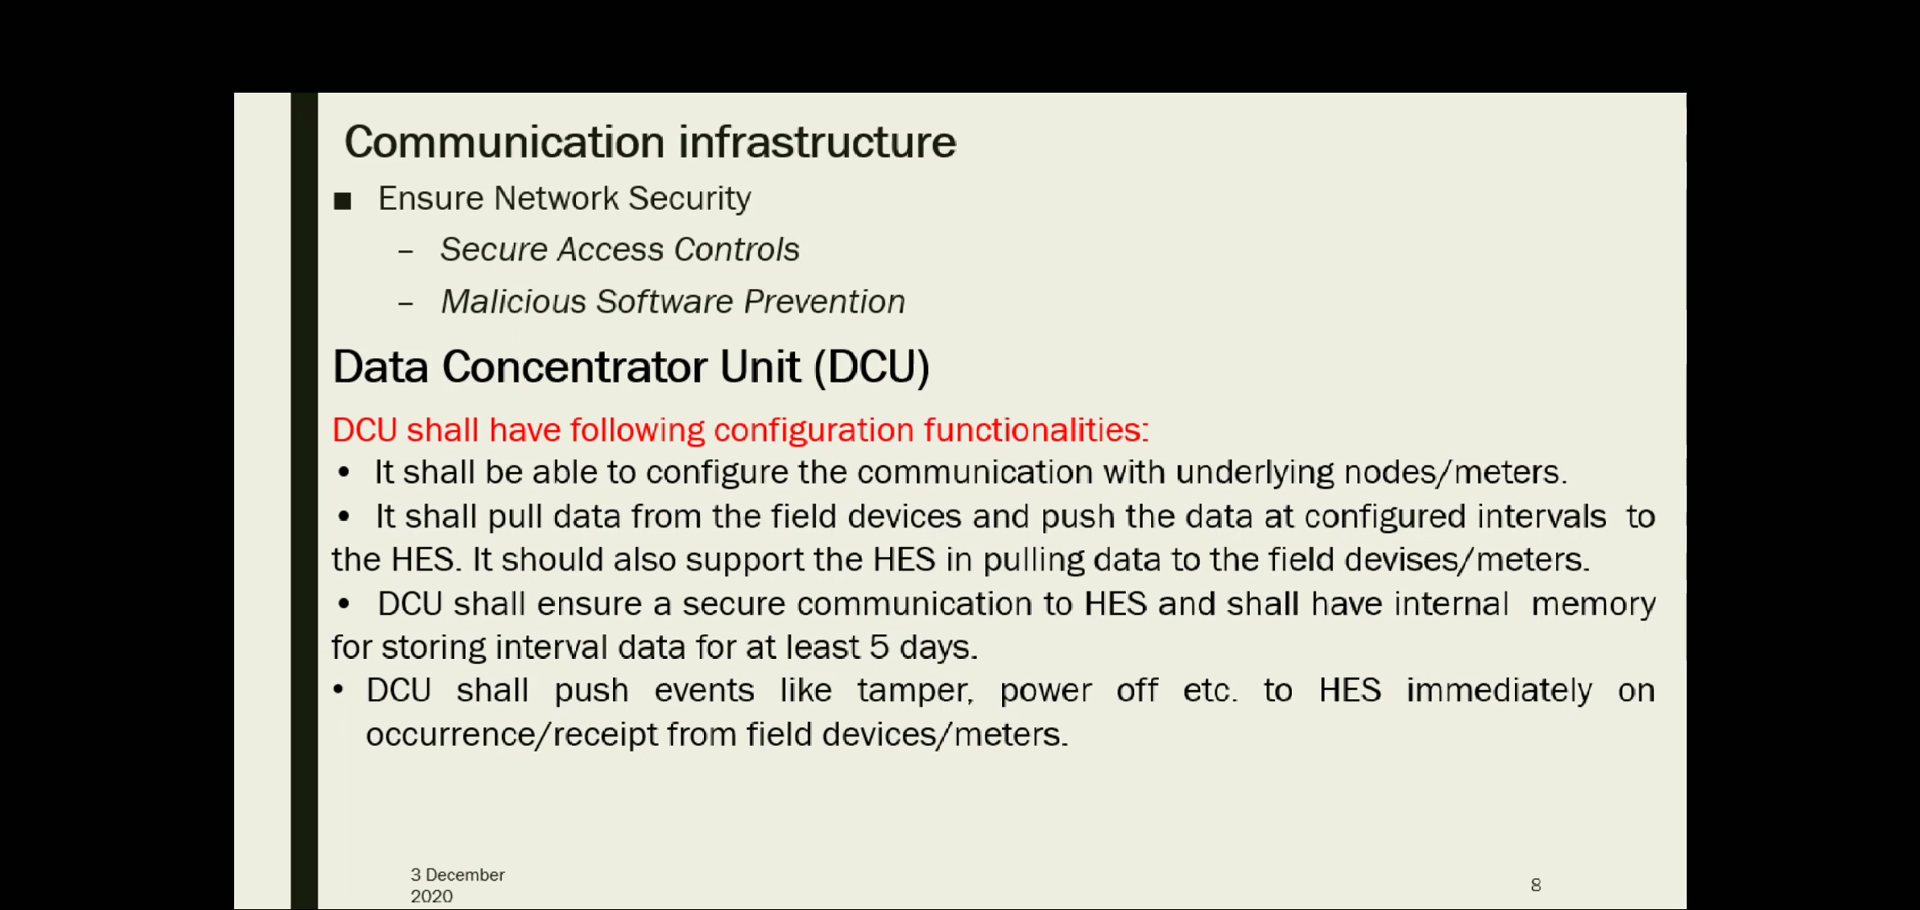 Communication infrastructure
■ Ensure Network Security
– Secure Access Controls
– Malicious Software Prevention
Data Concentrator Unit (DCU)
DCU shall have following configuration functionalities:
• It shall be able to configure the communication with underlying nodes/meters.
• It shall pull data from the field devices and push the data at configured intervals to
the HES. It should also support the HES in pulling data to the field devises/meters.
• DCU shall ensure a secure communication to HES and shall have internal memory
for storing interval data for at least 5 days.
• DCU shall push events like tamper, power off etc. to HES immediately on
occurrence/receipt from field devices/meters.
3 December
2020
8